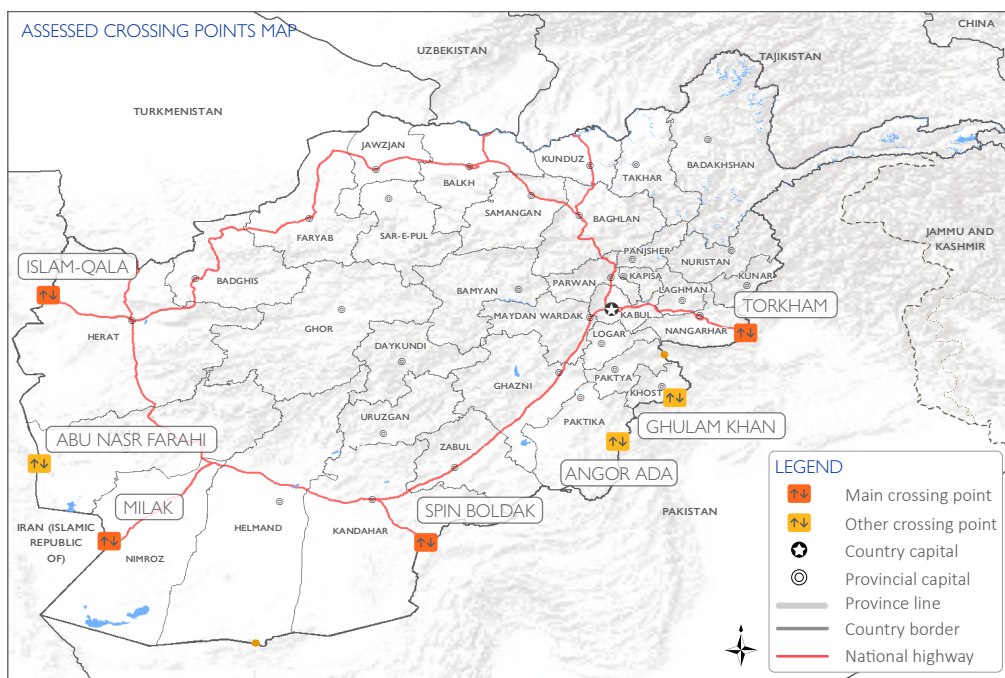 ASSESSED CROSSING POINTS MAP
CHINA
UZBEKISTAN
TAJIKISTAN
TURKMENISTAN
JAWZJAN
KUNDUZ
BADAKHSHAN
BALKH
TAKHAR
SAMANGAN
BAGHLAN
FARYAB
SAR-E-PUL
JAMMU AND
KASHMIR
PANJSHER
NURISTAN
ISLAM-QALA
BADGHIS
KAPISA
KUNAR
PARWAN
BAMYAN
LAGHMAN
TORKHAM
MAYDAN WARDAK
KABUL
GHOR
NANGARHAR
HERAT
LOGAR
DAYKUNDI
GHAZNI
PAKTYA
KHOST
URUZGAN
PAKTIKA
GHULAM KHAN
ABU NASR FARAHI
ZABUL
ANGOR ADA
LEGEND
MILAK
SPIN BOLDAK
PAKISTAN
Main crossing point
IRAN (ISLAMIC
REPUBLIC
OF)
HELMAND
KANDAHAR
Other crossing point
NIMROZ
Country capital
Provincial capital
Province line
Country border
National highway